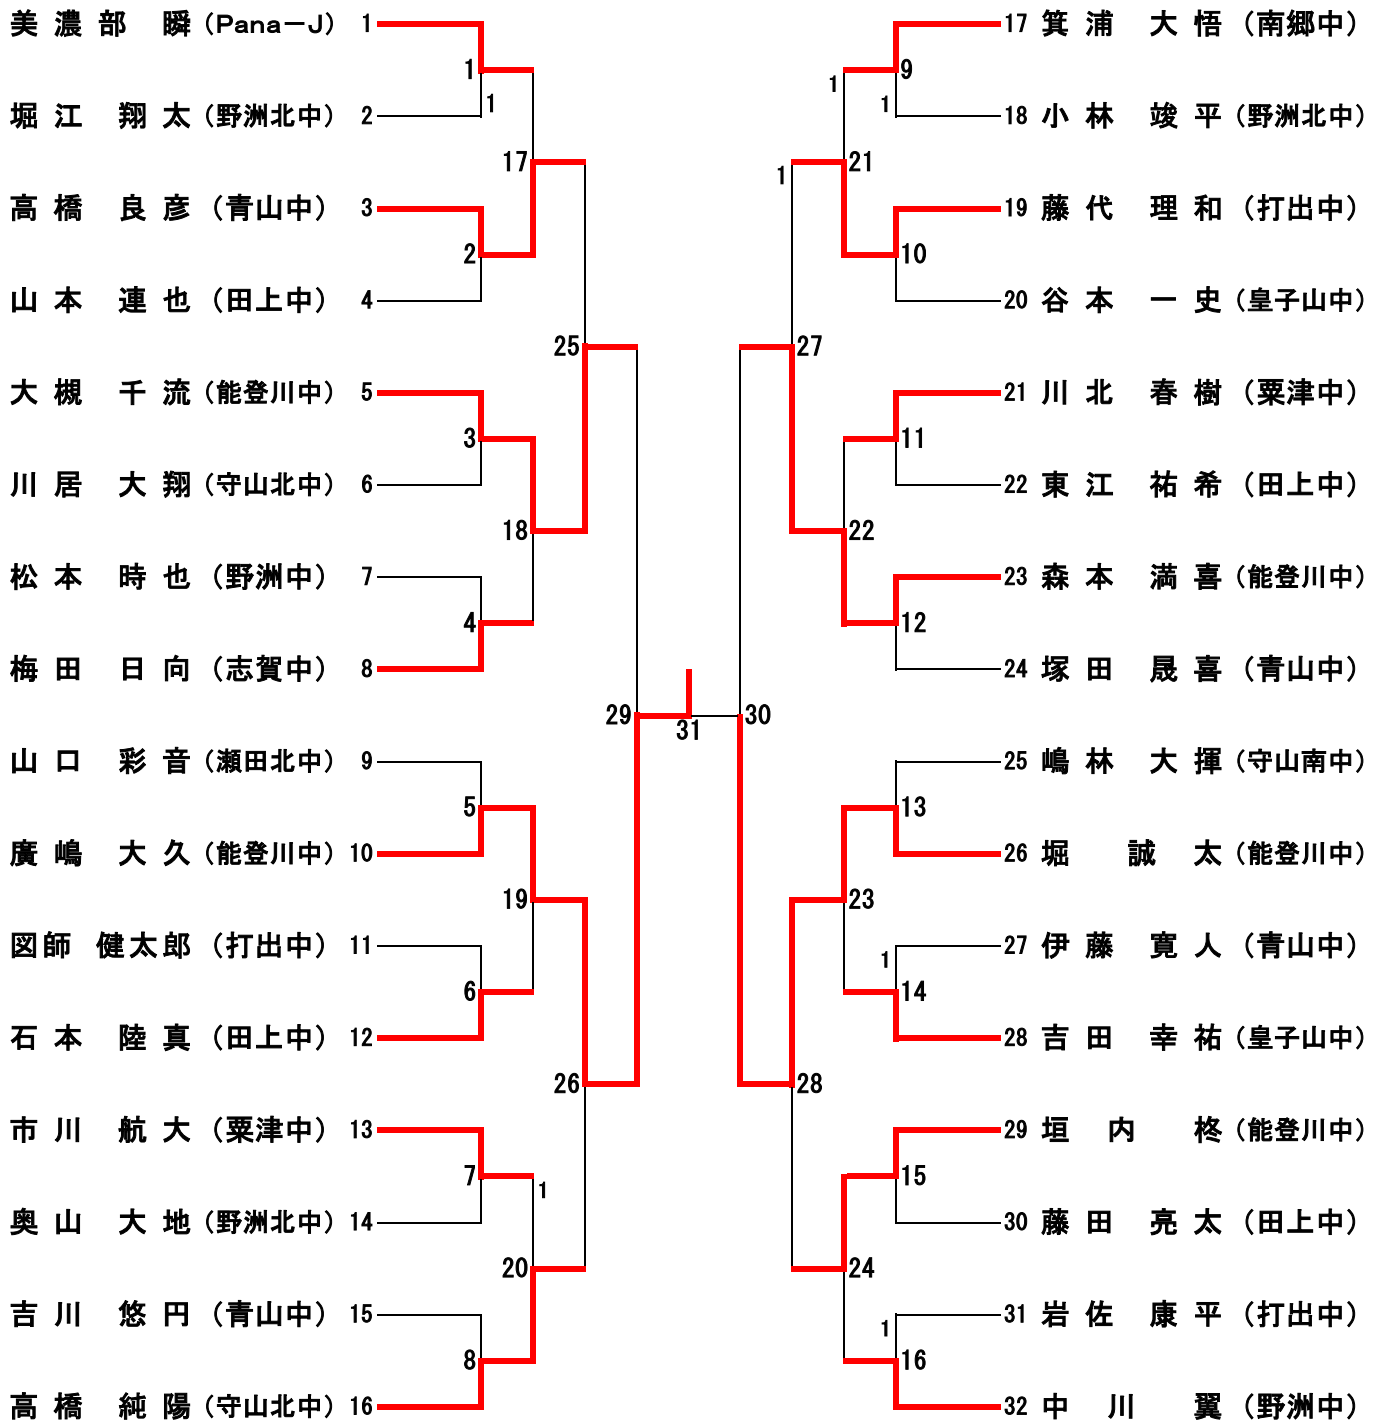 美濃部 瞬 (Pana－J) 1
1
1
堀江 翔太 (野洲北中) 2
17
高橋 良彦 (青山中) 3
2
山本 連也 (田上中) 4
25
大槻 千流 (能登川中) 5
3
川居 大翔 (守山北中) 6
18
松本 時也 (野洲中) 7
4
梅田 日向 (志賀中) 8
29
山口 彩音 (瀬田北中) 9
5
廣嶋 大久 (能登川中) 10
19
図師 健太郎 (打出中) 11
6
石本 陸真 (田上中) 12
26
市川 航大 (粟津中) 13
7
1
奥山 大地 (野洲北中) 14
20
吉川 悠円 (青山中) 15
8
高橋 純陽 (守山北中) 16
31
17 箕浦 大悟 (南郷中)
9
1
1
18 小林 竣平 (野洲北中)
21
1
19 藤代 理和 (打出中)
10
20 谷本 一史 (皇子山中)
27
21 川北 春樹 (粟津中)
11
22 東江 祐希 (田上中)
22
23 森本 満喜 (能登川中)
12
24 塚田 晟喜 (青山中)
30
25 嶋林 大揮 (守山南中)
13
26 堀 誠太 (能登川中)
23
27 伊藤 寛人 (青山中)
1
14
28 吉田 幸祐 (皇子山中)
28
29 垣内 柊 (能登川中)
15
30 藤田 亮太 (田上中)
24
31 岩佐 康平 (打出中)
1
16
32 中川 翼 (野洲中)